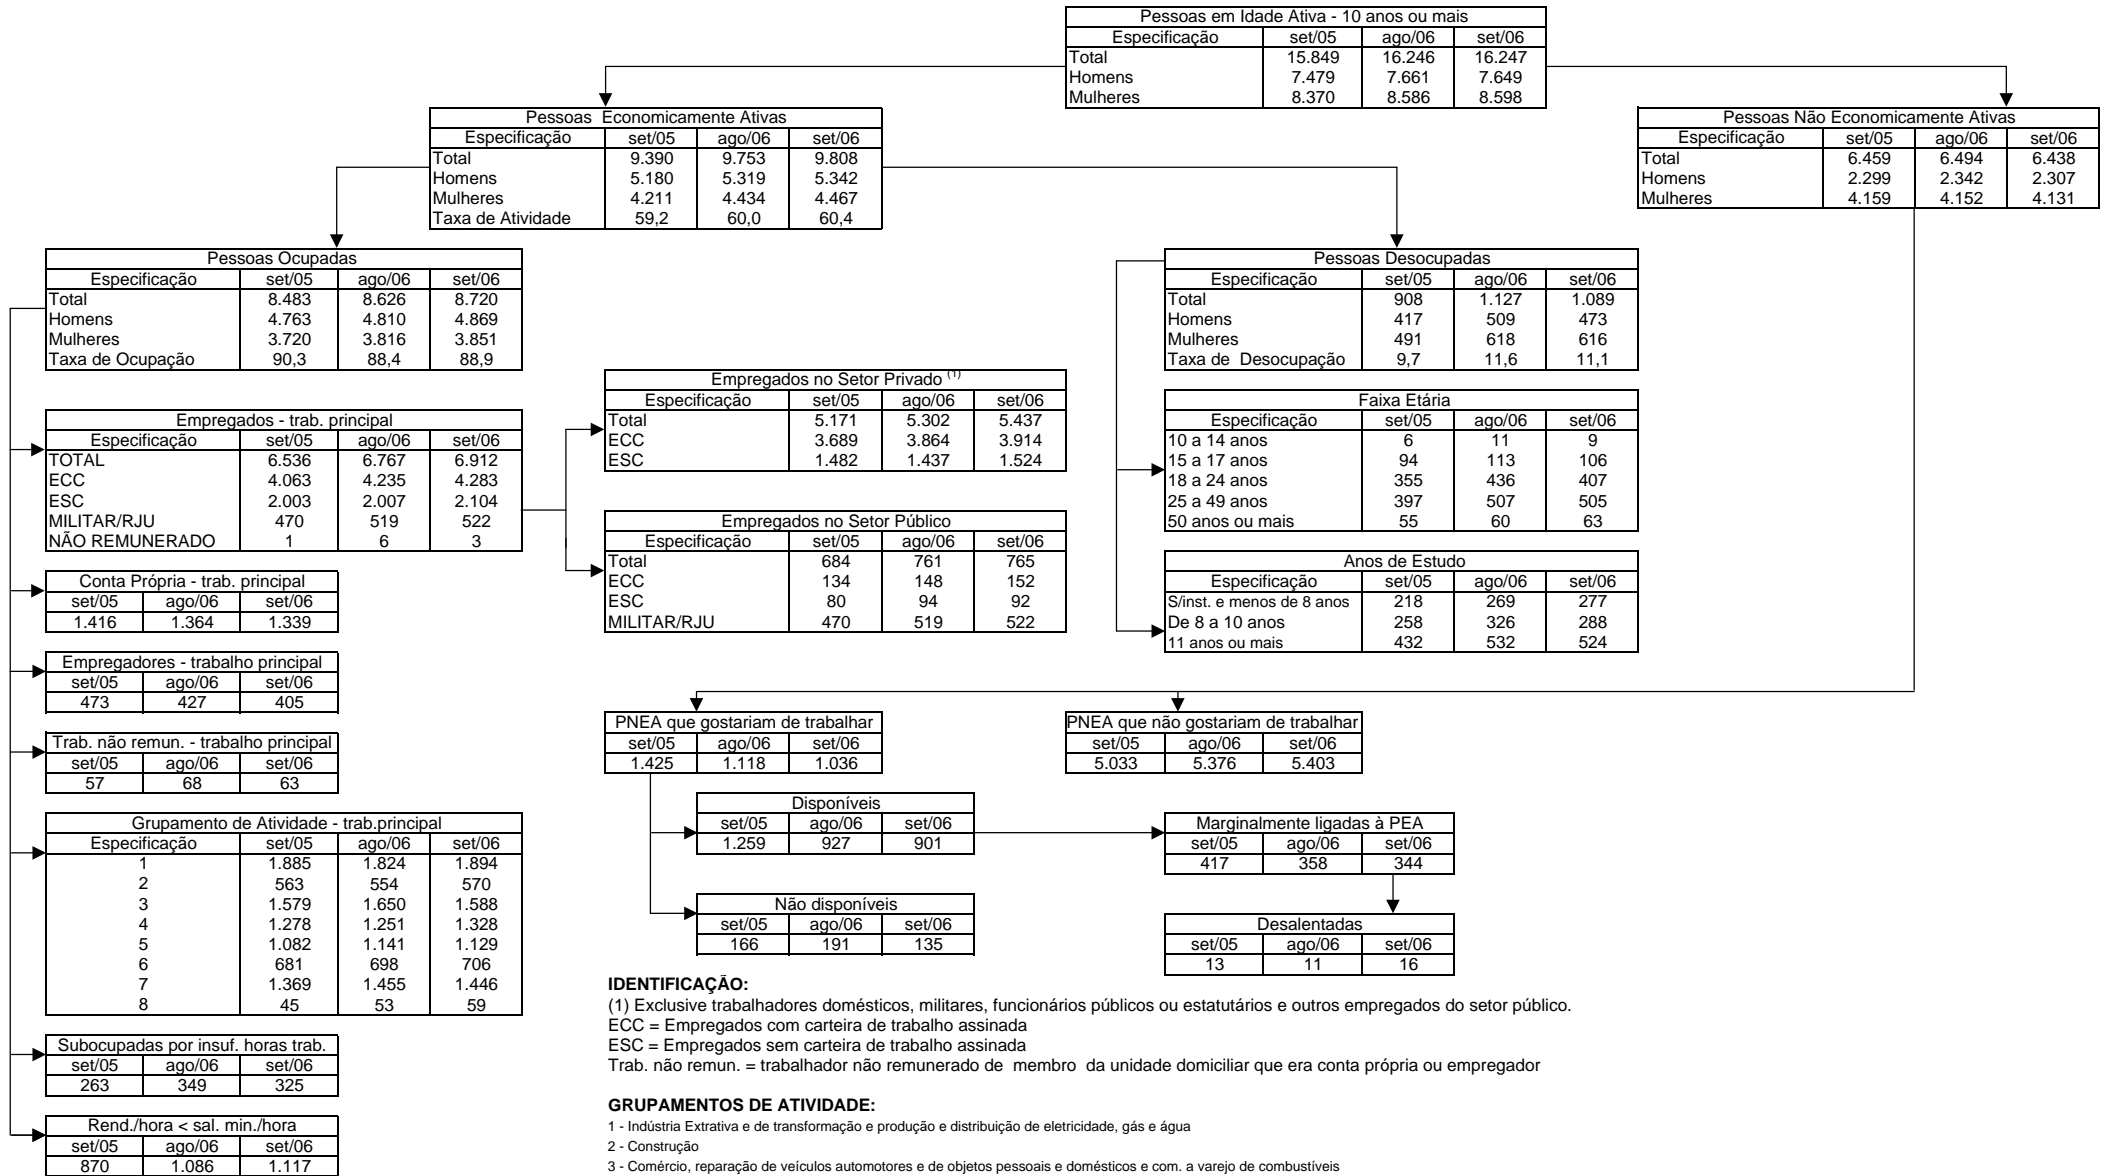 Pessoas em Idade Ativa - 10 anos ou mais
Especificação set/05 ago/06 set/06
Total 15.849 16.246 16.247
Homens 7.479 7.661 7.649
Mulheres 8.370 8.586 8.598
Pessoas Economicamente Ativas
Especificação set/05 ago/06 set/06
Total 9.390 9.753 9.808
Homens 5.180 5.319 5.342
Mulheres 4.211 4.434 4.467
Taxa de Atividade 59,2 60,0 60,4
Pessoas Não Economicamente Ativas
Especificação set/05 ago/06 set/06
Total 6.459 6.494 6.438
Homens 2.299 2.342 2.307
Mulheres 4.159 4.152 4.131
Pessoas Ocupadas
Especificação set/05 ago/06 set/06
Total 8.483 8.626 8.720
Homens 4.763 4.810 4.869
Mulheres 3.720 3.816 3.851
Taxa de Ocupação 90,3 88,4 88,9
Pessoas Desocupadas
Especificação set/05 ago/06 set/06
Total 908 1.127 1.089
Homens 417 509 473
Mulheres 491 618 616
Taxa de Desocupação 9,7 11,6 11,1
Empregados - trab. principal
Especificação set/05 ago/06 set/06
TOTAL 6.536 6.767 6.912
ECC 4.063 4.235 4.283
ESC 2.003 2.007 2.104
MILITAR/RJU 470 519 522
NÃO REMUNERADO 1 6 3
Empregados no Setor Privado (1)
Especificação set/05 ago/06 set/06
Total 5.171 5.302 5.437
ECC 3.689 3.864 3.914
ESC 1.482 1.437 1.524
Empregados no Setor Público
Especificação set/05 ago/06 set/06
Total 684 761 765
ECC 134 148 152
ESC 80 94 92
MILITAR/RJU 470 519 522
Faixa Etária
Especificação set/05 ago/06 set/06
10 a 14 anos 6 11 9
15 a 17 anos 94 113 106
18 a 24 anos 355 436 407
25 a 49 anos 397 507 505
50 anos ou mais 55 60 63
Anos de Estudo
Especificação set/05 ago/06 set/06
S/inst. e menos de 8 anos 218 269 277
De 8 a 10 anos 258 326 288
11 anos ou mais 432 532 524
Conta Própria - trab. principal
set/05 ago/06 set/06
1.416 1.364 1.339
Empregadores - trabalho principal
set/05 ago/06 set/06
473 427 405
Trab. não remun. - trabalho principal
set/05 ago/06 set/06
57 68 63
Grupamento de Atividade - trab.principal
Especificação set/05 ago/06 set/06
1 1.885 1.824 1.894
2 563 554 570
3 1.579 1.650 1.588
4 1.278 1.251 1.328
5 1.082 1.141 1.129
6 681 698 706
7 1.369 1.455 1.446
8 45 53 59
Subocupadas por insuf. horas trab.
set/05 ago/06 set/06
263 349 325
Rend./hora < sal. min./hora
set/05 ago/06 set/06
870 1.086 1.117
PNEA que gostariam de trabalhar
set/05 ago/06 set/06
1.425 1.118 1.036
PNEA que não gostariam de trabalhar
set/05 ago/06 set/06
5.033 5.376 5.403
Disponíveis
set/05 ago/06 set/06
1.259 927 901
Marginalmente ligadas à PEA
set/05 ago/06 set/06
417 358 344
Não disponíveis
set/05 ago/06 set/06
166 191 135
Desalentadas
set/05 ago/06 set/06
13 11 16
IDENTIFICAÇÃO:
(1) Exclusive trabalhadores domésticos, militares, funcionários públicos ou estatutários e outros empregados do setor público.
ECC = Empregados com carteira de trabalho assinada
ESC = Empregados sem carteira de trabalho assinada
Trab. não remun. = trabalhador não remunerado de membro da unidade domiciliar que era conta própria ou empregador
GRUPAMENTOS DE ATIVIDADE:
1 - Indústria Extrativa e de transformação e produção e distribuição de eletricidade, gás e água
2 - Construção
3 - Comércio, reparação de veículos automotores e de objetos pessoais e domésticos e com. a varejo de combustíveis